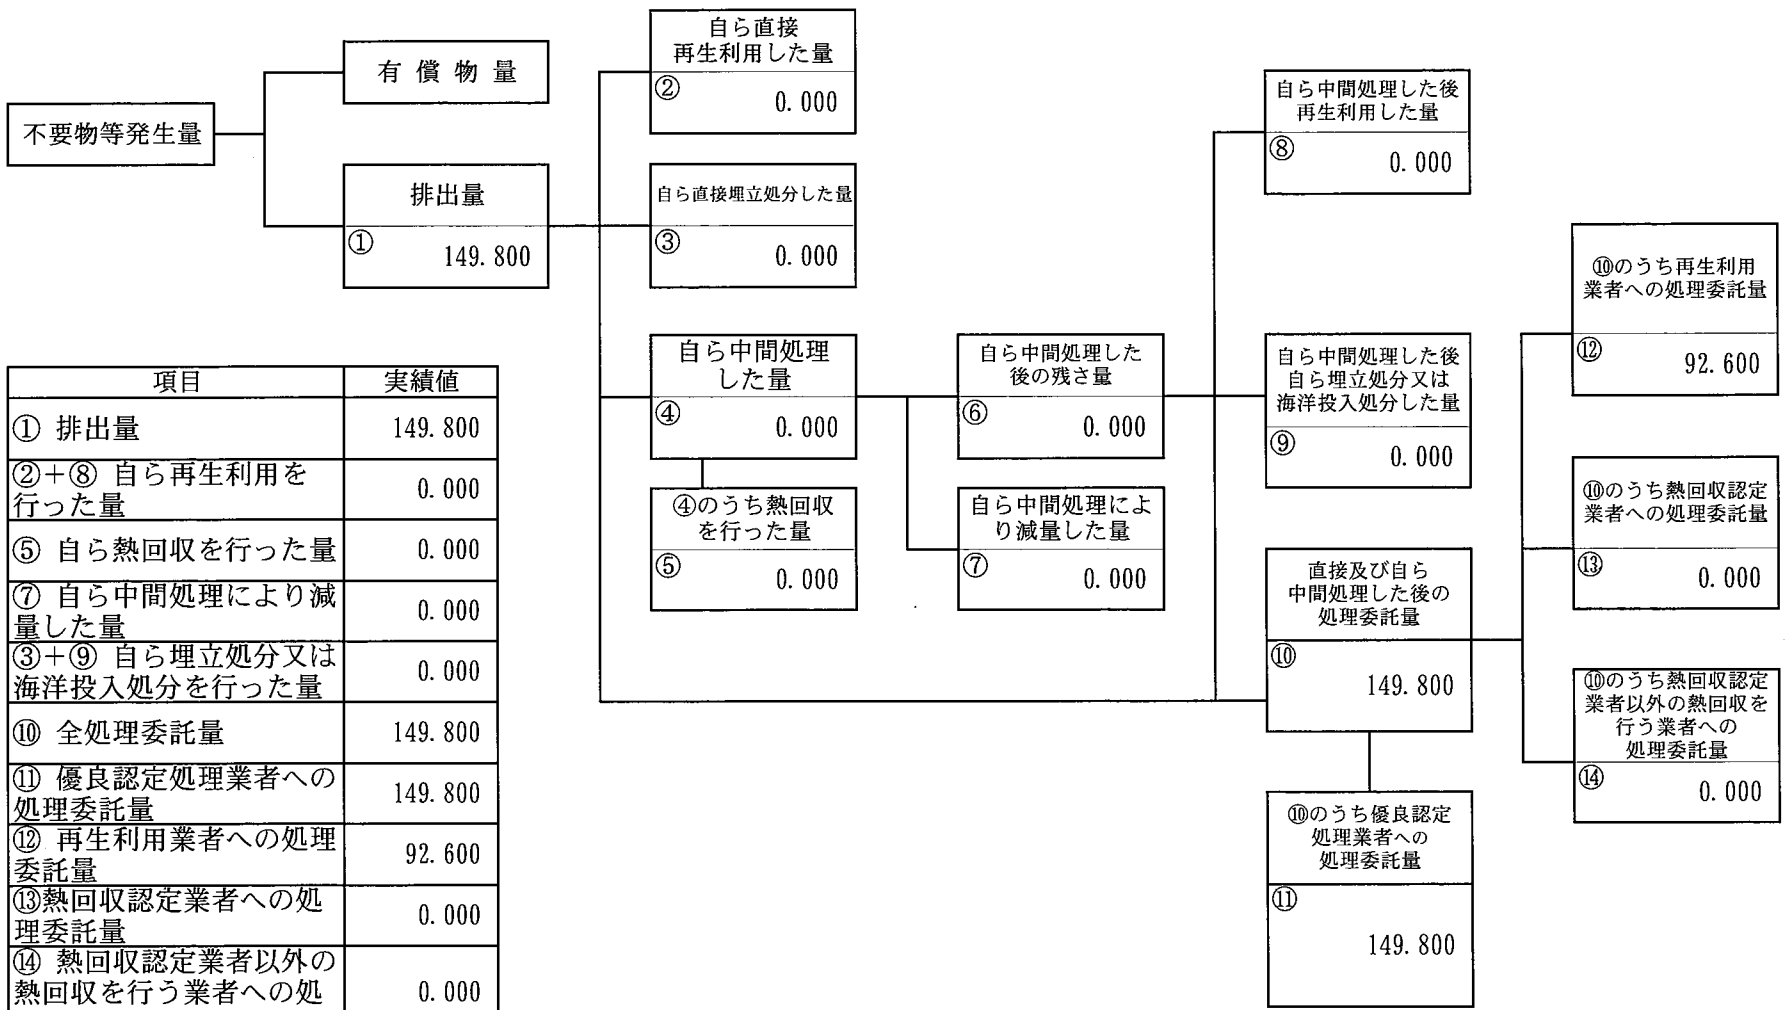 不要物等発生量
有償物量
排出量
① 149.800
自ら直接
再生利用した量
② 0.000
自ら直接埋立処分した量
③ 0.000
自ら中間処理
した量
④ 0.000
④のうち熱回収
を行った量
⑤ 0.000
自ら中間処理した
後の残さ量
⑥ 0.000
自ら中間処理によ
り減量した量
⑦ 0.000
自ら中間処理した後
再生利用した量
⑧ 0.000
自ら中間処理した後
自ら埋立処分又は
海洋投入処分した量
⑨ 0.000
直接及び自ら
中間処理した後の
処理委託量
⑩ 149.800
⑩のうち優良認定
処理業者への
処理委託量
⑪ 149.800
⑩のうち再生利用
業者への処理委託量
⑫ 92.600
⑩のうち熱回収認定
業者への処理委託量
⑬ 0.000
⑩のうち熱回収認定
業者以外の熱回収を
行う業者への
処理委託量
⑭ 0.000
項目 実績値
① 排出量 149.800
②+⑧ 自ら再生利用を
行った量 0.000
⑤ 自ら熱回収を行った量 0.000
⑦ 自ら中間処理により減
量した量 0.000
③+⑨ 自ら埋立処分又は
海洋投入処分を行った量 0.000
⑩ 全処理委託量 149.800
⑪ 優良認定処理業者への
処理委託量 149.800
⑫ 再生利用業者への処理
委託量 92.600
⑬熱回収認定業者への処
理委託量 0.000
⑭ 熱回収認定業者以外の
熱回収を行う業者への処 0.000